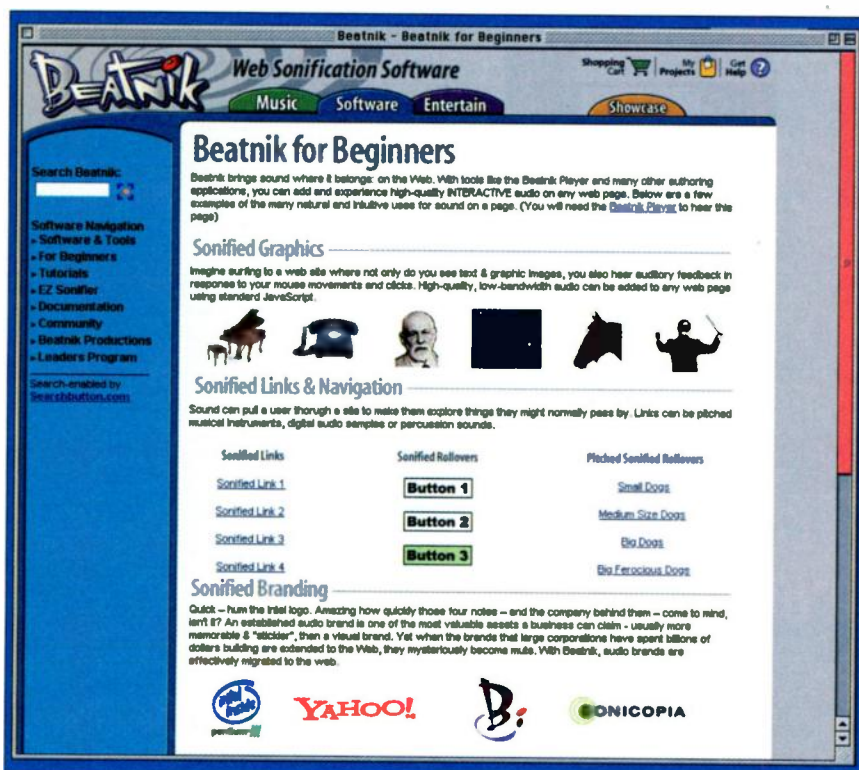 Beatnik - Beatnik for Beginners
BEATNIK
Web Sonification Software
Shopping Cart
My Projects
Get Help
Music
Software
Entertain
Showcase
Search Beatnik:
Software Navigation
Software & Tools
For Beginners
Tutorials
EZ Sonifier
Documentation
Community
Beatnik Productions
Leaders Program
Search-enabled by
Searchbutton.com
Beatnik for Beginners
Beatnik brings sound where it belongs: on the Web. With tools like the Beatnik Player and many other authoring
applications, you can add and experience high-quality INTERACTIVE audio on any web page. Below are a few
examples of the many natural and intuitive uses for sound on a page. (You will need the Beatnik Player to hear this
page)
Sonified Graphics
Imagine surfing to a web site where not only do you see text & graphic images, you also hear auditory feedback in
response to your mouse movements and clicks. High-quality, low-bandwidth audio can be added to any web page
using standard JavaScript.
Sonified Links & Navigation
Sound can pull a user thorugh a site to make them explore things they might normally pass by. Links can be pitched
musical instruments, digital audio samples or percussion sounds.
Sonified Links
Sonified Link 1
Sonified Link 2
Sonified Link 3
Sonified Link 4
Sonified Rollovers
Button 1
Button 2
Button 3
Pitched Sonified Rollovers
Small Dogs
Medium Size Dogs
Big Dogs
Big Ferocious Dogs
Sonified Branding
Quick – hum the Intel logo. Amazing how quickly those four notes – and the company behind them – come to mind,
isn't it? An established audio brand is one of the most valuable assets a business can claim - usually more
memorable & "stickier", then a visual brand. Yet when the brands that large corporations have spent billions of
dollars building are extended to the Web, they mysteriously become mute. With Beatnik, audio brands are
effectively migrated to the web.
intel inside
pentium III
YAHOO!
B:
SONICOPIA